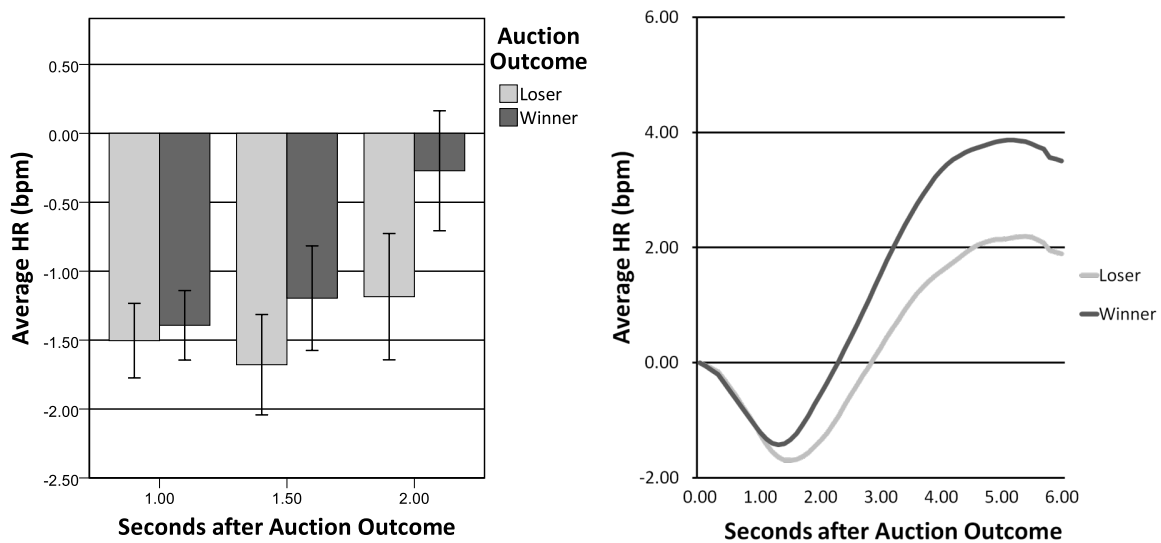 Auction
Outcome
Loser
Winner
0.50
0.00
-0.50
-1.00
-1.50
-2.00
-2.50
Average HR (bpm)
1.00
1.50
2.00
Seconds after Auction Outcome
6.00
4.00
2.00
0.00
-2.00
Average HR (bpm)
0.00
1.00
2.00
3.00
4.00
5.00
6.00
Seconds after Auction Outcome
Loser
Winner